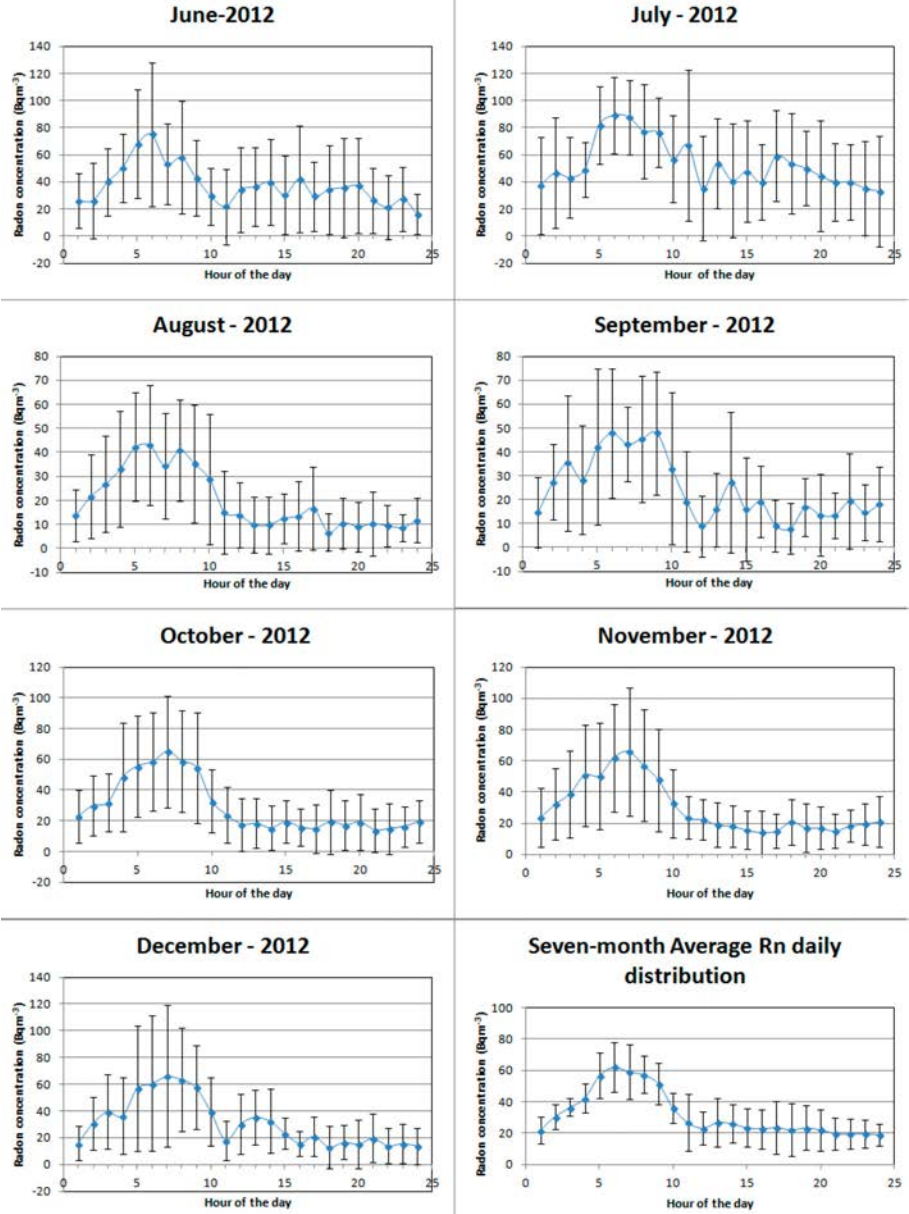 June-2012
Radon concentration (Bqm-3)
140
120
100
80
60
40
20
0
-20
0 5 10 15 20 25
Hour of the day
July - 2012
Radon concentration (Bqm-3)
140
120
100
80
60
40
20
0
-20
0 5 10 15 20 25
Hour of the day
August - 2012
Radon concentration (Bqm-3)
80
70
60
50
40
30
20
10
0
-10
0 5 10 15 20 25
Hour of the day
September - 2012
Radon concentration (Bqm-3)
80
70
60
50
40
30
20
10
0
-10
0 5 10 15 20 25
Hour of the day
October - 2012
Radon concentration (Bqm-3)
120
100
80
60
40
20
0
-20
0 5 10 15 20 25
Hour of the day
November - 2012
Radon concentration (Bqm-3)
120
100
80
60
40
20
0
0 5 10 15 20 25
Hour of the day
December - 2012
Radon concentration (Bqm-3)
140
120
100
80
60
40
20
0
-20
0 5 10 15 20 25
Hour of the day
Seven-month Average Rn daily
distribution
Radon concentration (Bqm-3)
100
80
60
40
20
0
0 5 10 15 20 25
Hour of the day